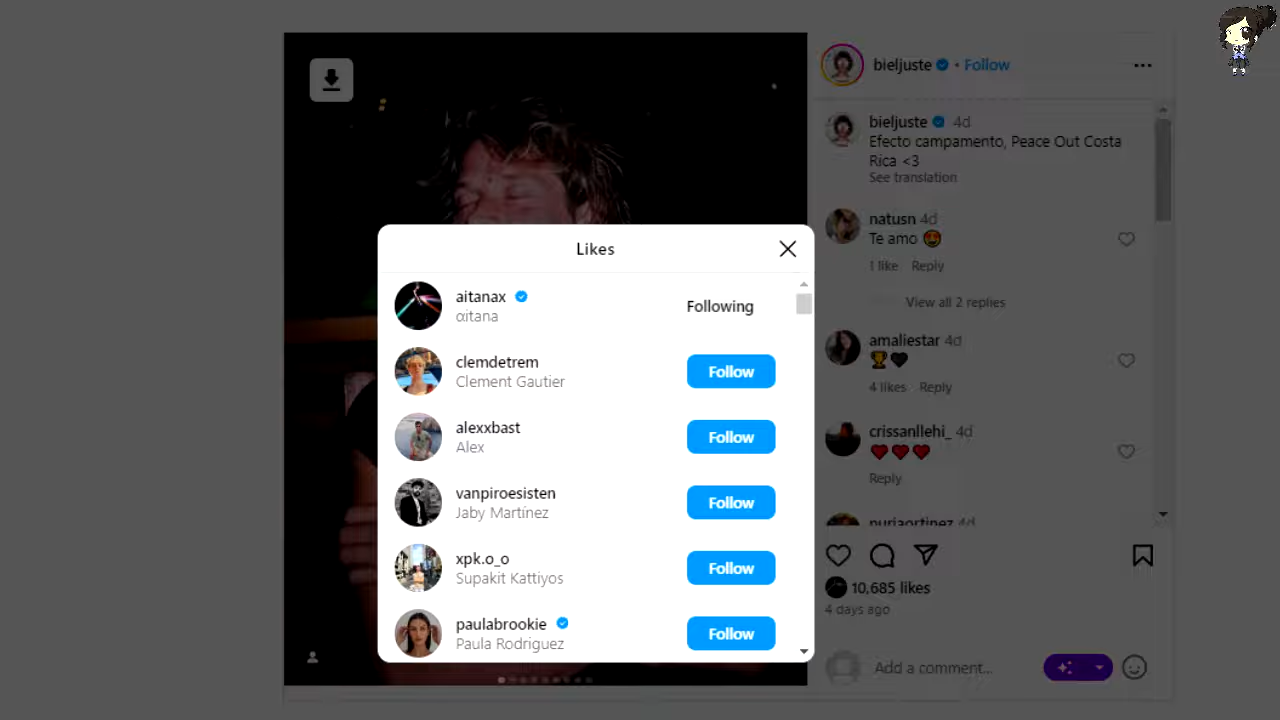 bieljuste • Follow
bieljuste 4d
Efecto campamento, Peace Out Costa
Rica <3
See translation
natusn 4d
Te amo 😍
1 like Reply
View all 2 replies
amaliestar 4d
🏆🖤
4 likes Reply
crissanllehi_ 4d
❤️❤️❤️
Reply
nuriaortinez 4d
10,685 likes
4 days ago
Add a comment...
Likes
aitanax
αitana
Following
clemdetrem
Clement Gautier
Follow
alexxbast
Alex
Follow
vanpiroesisten
Jaby Martínez
Follow
xpk.o_o
Supakit Kattiyos
Follow
paulabrookie
Paula Rodriguez
Follow